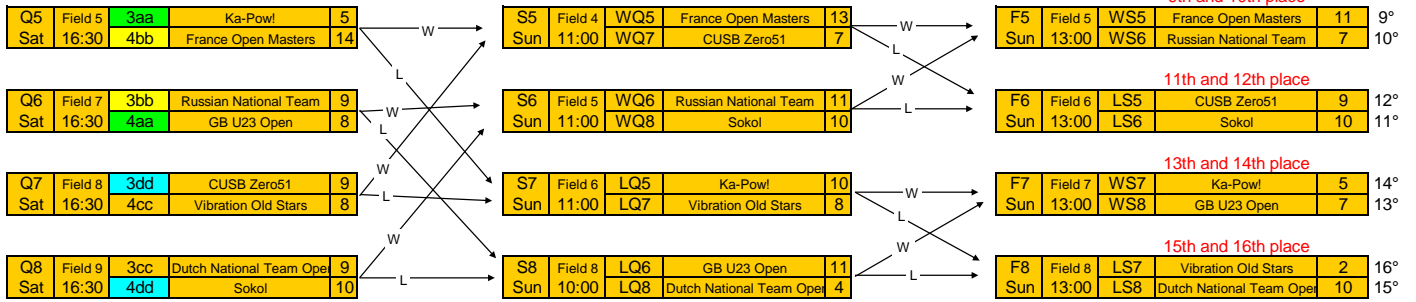 9th and 10th place
Q5 Field 5 3aa Ka-Pow! 5 W S5 Field 4 WQ5 France Open Masters 13 W F5 Field 5 WS5 France Open Masters 11 9°
Sat 16:30 4bb France Open Masters 14 Sun 11:00 WQ7 CUSB Zero51 7 Sun 13:00 WS6 Russian National Team 7 10°
L L
W 11th and 12th place
Q6 Field 7 3bb Russian National Team 9 W S6 Field 5 WQ6 Russian National Team 11 L F6 Field 6 LS5 CUSB Zero51 9 12°
Sat 16:30 4aa GB U23 Open 8 L Sun 11:00 WQ8 Sokol 10 Sun 13:00 LS6 Sokol 10 11°
W 13th and 14th place
Q7 Field 8 3dd CUSB Zero51 9 L S7 Field 6 LQ5 Ka-Pow! 10 W F7 Field 7 WS7 Ka-Pow! 5 14°
Sat 16:30 4cc Vibration Old Stars 8 Sun 11:00 LQ7 Vibration Old Stars 8 L Sun 13:00 WS8 GB U23 Open 7 13°
W W 15th and 16th place
Q8 Field 9 3cc Dutch National Team Oper 9 L S8 Field 8 LQ6 GB U23 Open 11 L F8 Field 8 LS7 Vibration Old Stars 2 16°
Sat 16:30 4dd Sokol 10 Sun 10:00 LQ8 Dutch National Team Oper 4 Sun 13:00 LS8 Dutch National Team Oper 10 15°